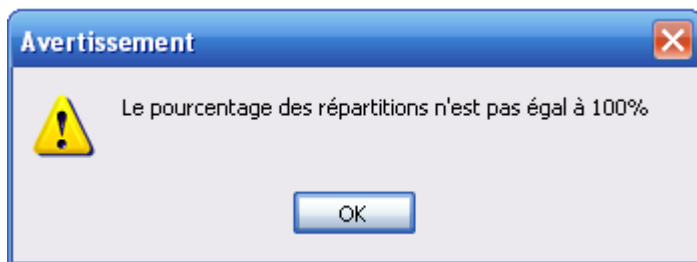 Avertissement
Le pourcentage des répartitions n'est pas égal à 100%
OK